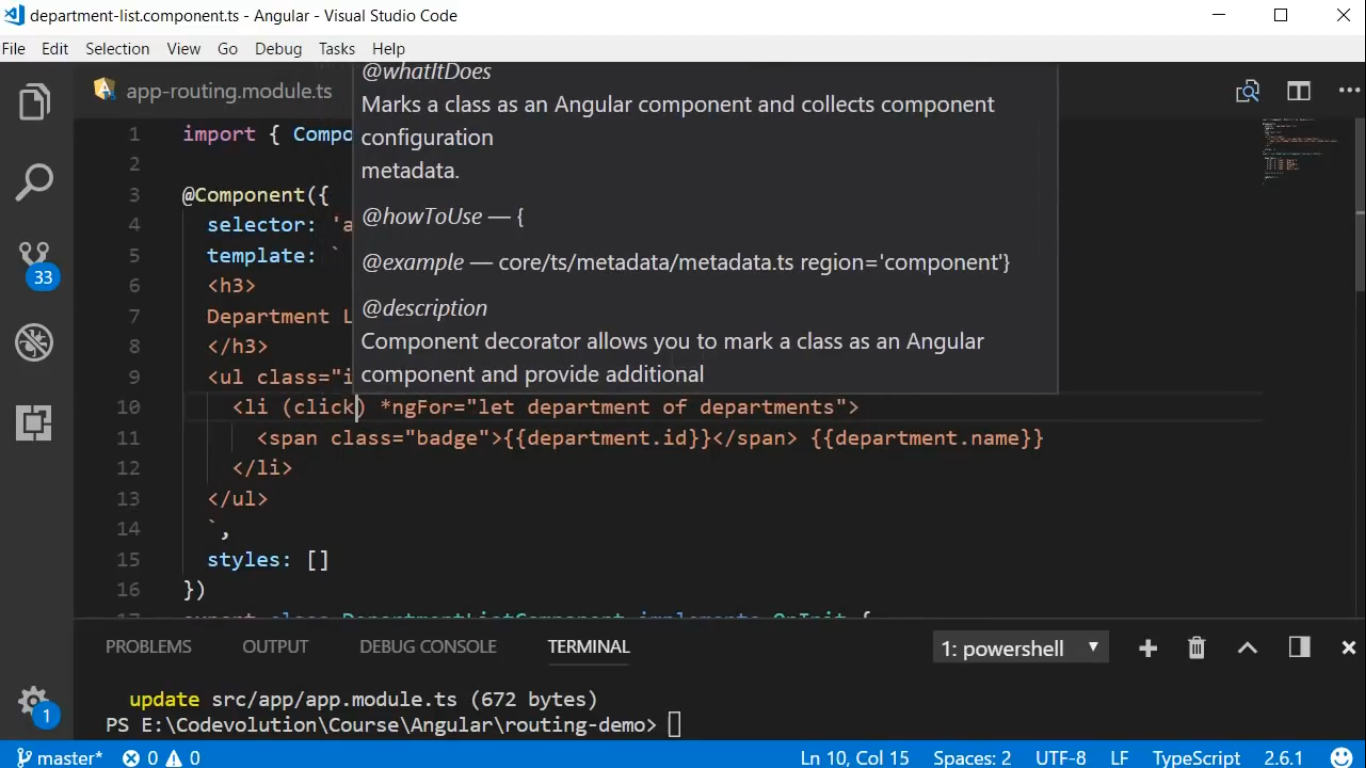 department-list.component.ts - Angular - Visual Studio Code
File Edit Selection View Go Debug Tasks Help
app-routing.module.ts
@whatItDoes
Marks a class as an Angular component and collects component
configuration
metadata.
@howToUse — {
@example — core/ts/metadata/metadata.ts region='component'}
@description
Component decorator allows you to mark a class as an Angular
component and provide additional
1 import { Compo
2
3 @Component({
4 selector: 'a
5 template: `
6 <h3>
7 Department L
8 </h3>
9 <ul class="i
10 <li (click) *ngFor="let department of departments">
11 <span class="badge">{{department.id}}</span> {{department.name}}
12 </li>
13 </ul>
14 `,
15 styles: []
16 })
17 export class DepartmentListComponent implements OnInit {
33
1
PROBLEMS OUTPUT DEBUG CONSOLE TERMINAL 1: powershell
update src/app/app.module.ts (672 bytes)
PS E:\Codevolution\Course\Angular\routing-demo>
master* 0 0 Ln 10, Col 15 Spaces: 2 UTF-8 LF TypeScript 2.6.1